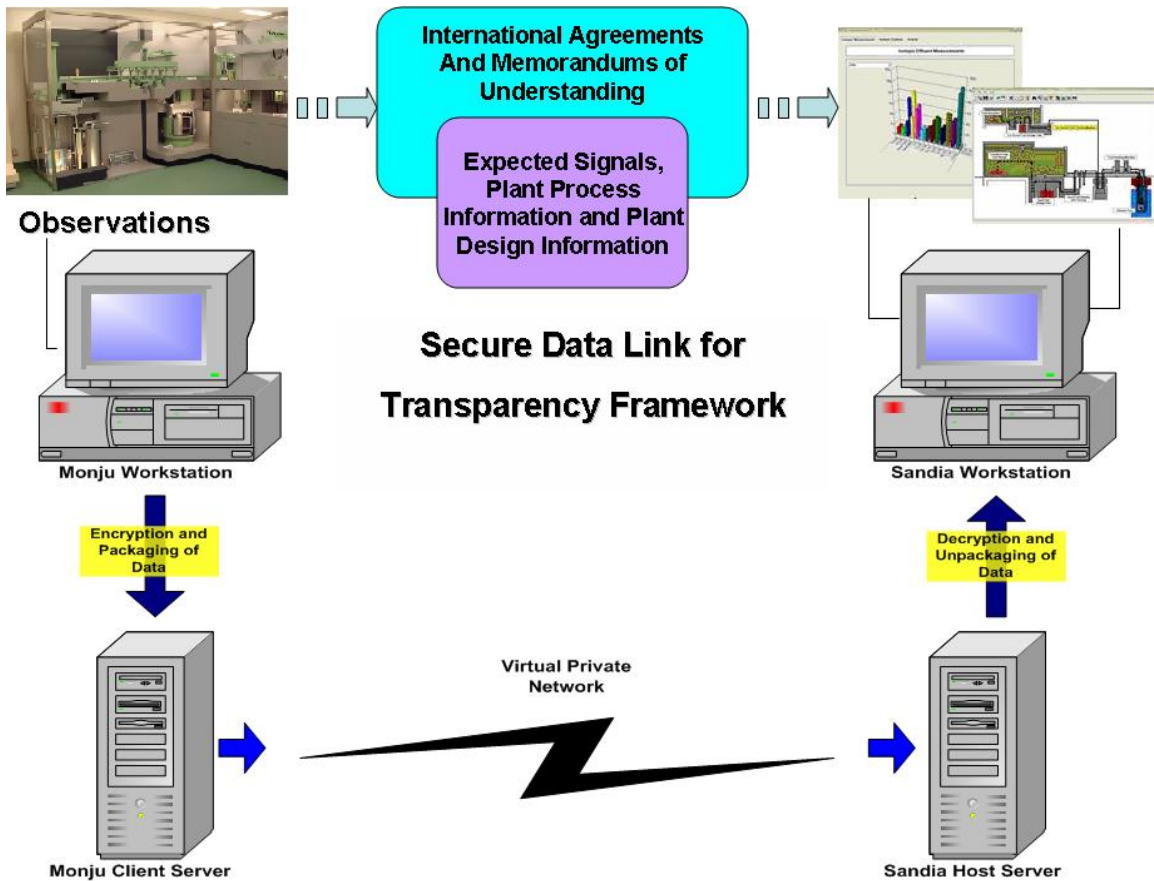 International Agreements
And Memorandums of
Understanding
Expected Signals,
Plant Process
Information and Plant
Design Information
Observations
Secure Data Link for
Transparency Framework
Monju Workstation
Sandia Workstation
Encryption and
Packaging of
Data
Decryption and
Unpackaging of
Data
Virtual Private
Network
Monju Client Server
Sandia Host Server